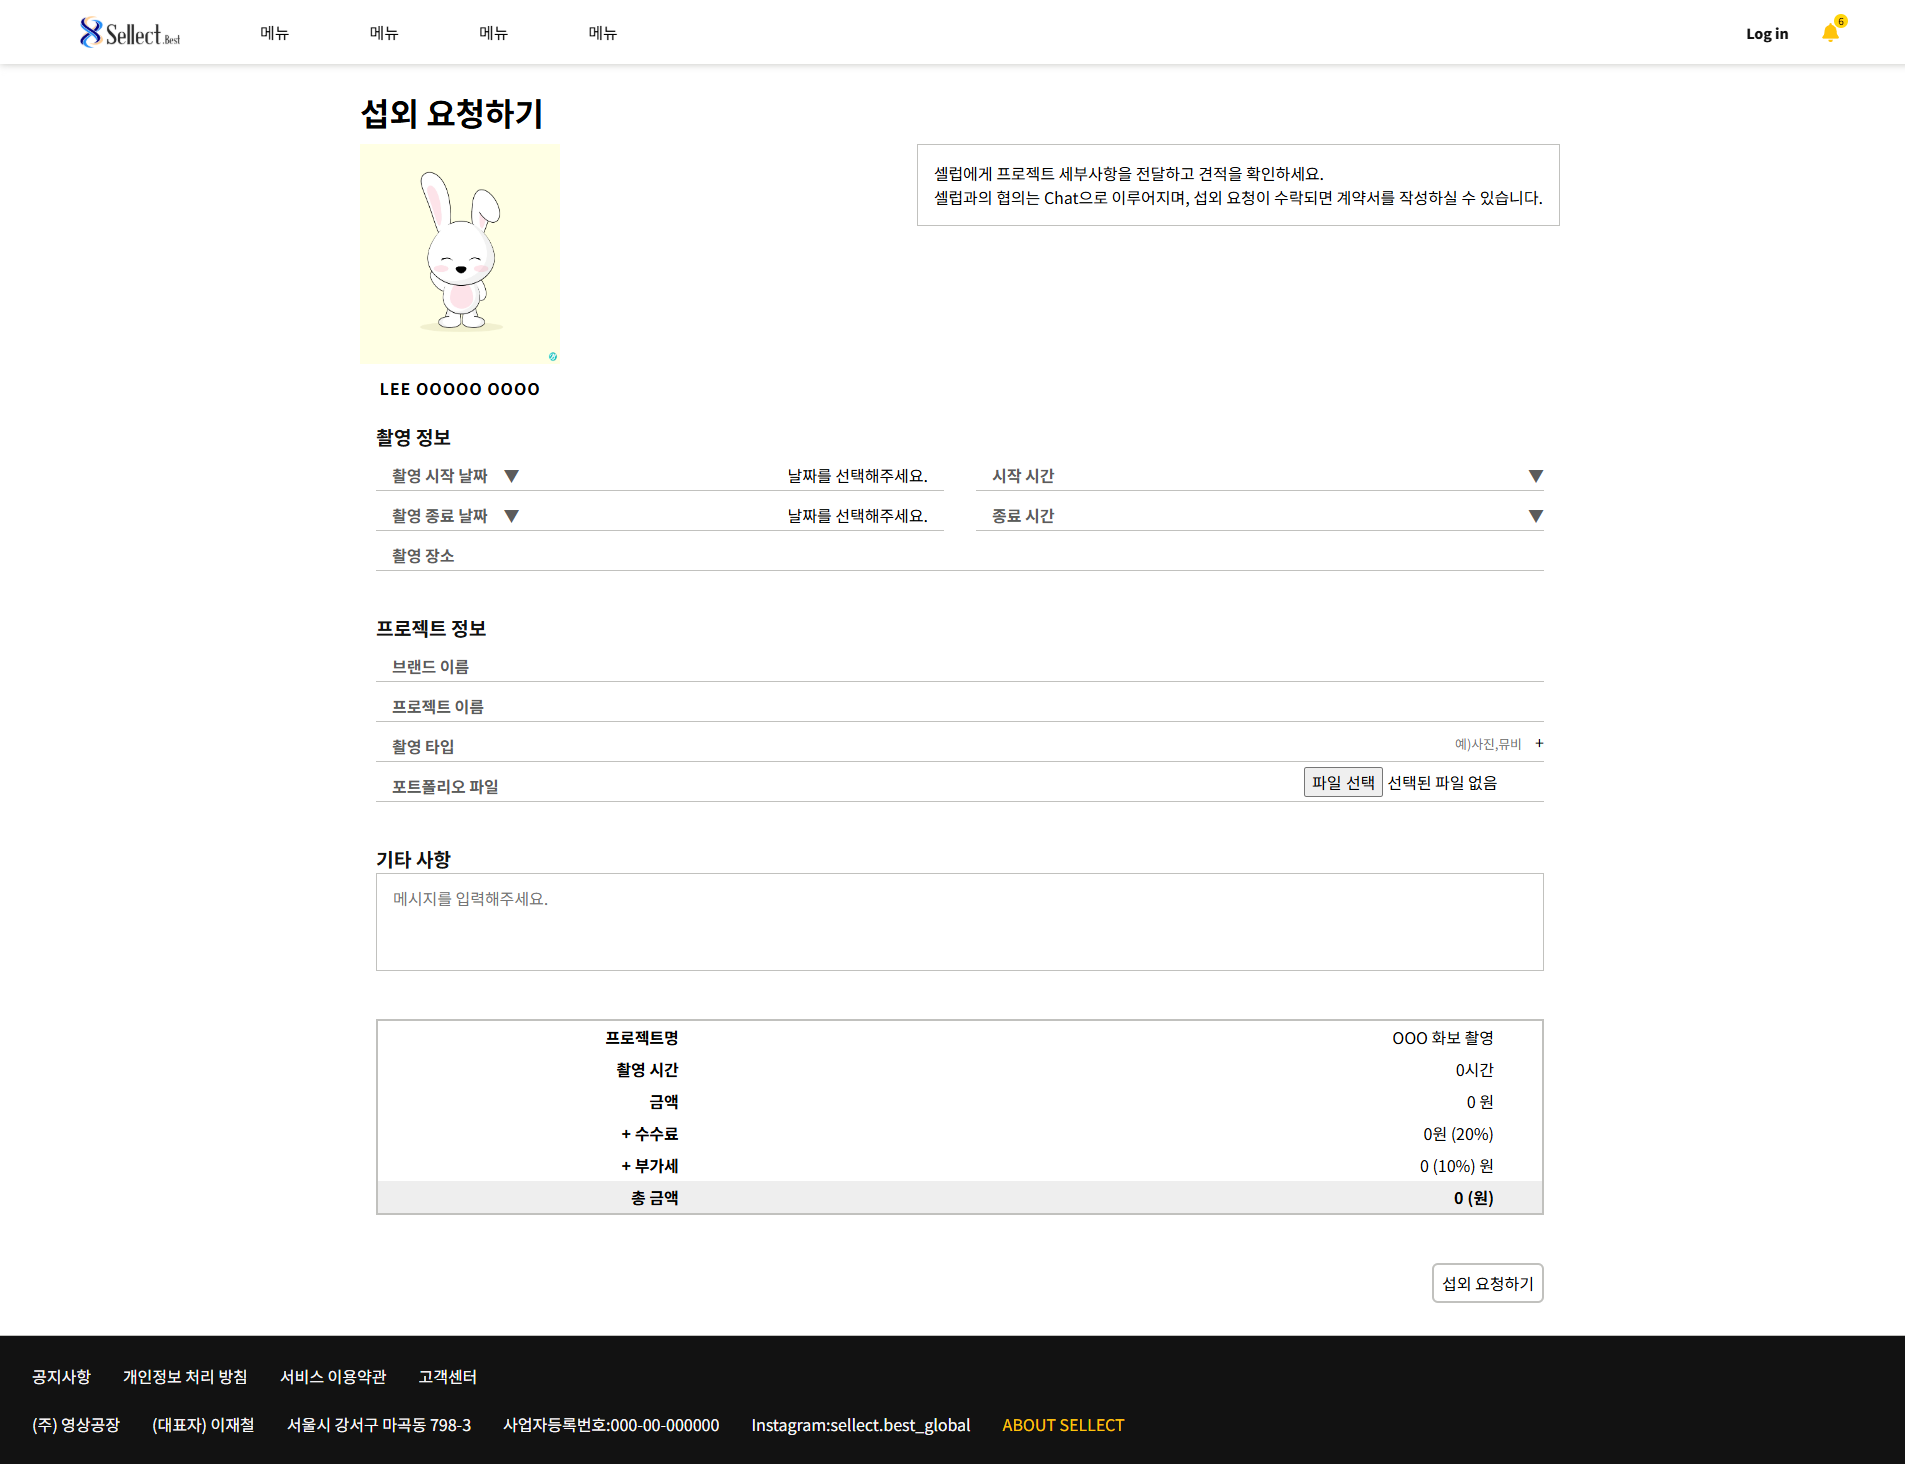 Sellect.Best 메뉴 메뉴 메뉴 메뉴 Log in 6
섭외 요청하기
셀럽에게 프로젝트 세부사항을 전달하고 견적을 확인하세요.
셀럽과의 협의는 Chat으로 이루어지며, 섭외 요청이 수락되면 계약서를 작성하실 수 있습니다.
LEE OOOOO OOOO
촬영 정보
촬영 시작 날짜 ▼ 날짜를 선택해주세요. 시작 시간 ▼
촬영 종료 날짜 ▼ 날짜를 선택해주세요. 종료 시간 ▼
촬영 장소
프로젝트 정보
브랜드 이름
프로젝트 이름
촬영 타입 예)사진,뮤비 +
포트폴리오 파일 파일 선택 선택된 파일 없음
기타 사항
메시지를 입력해주세요.
프로젝트명 OOO 화보 촬영
촬영 시간 0시간
금액 0 원
+ 수수료 0원 (20%)
+ 부가세 0 (10%) 원
총 금액 0 (원)
섭외 요청하기
공지사항 개인정보 처리 방침 서비스 이용약관 고객센터
(주) 영상공장 (대표자) 이재철 서울시 강서구 마곡동 798-3 사업자등록번호:000-00-000000 Instagram:sellect.best_global ABOUT SELLECT